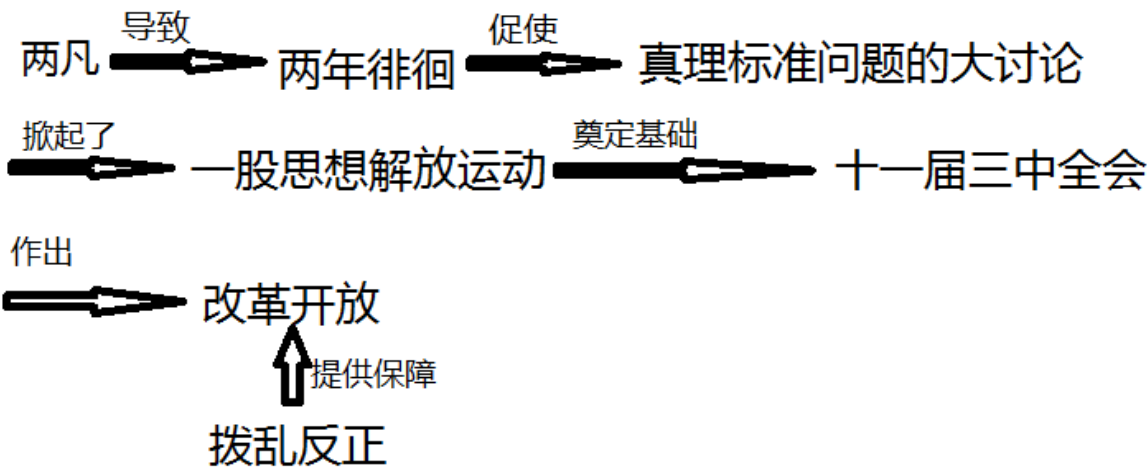 导致 促使
两凡 两年徘徊 真理标准问题的大讨论
掀起了 奠定基础
一股思想解放运动 十一届三中全会
作出
改革开放
提供保障
拨乱反正